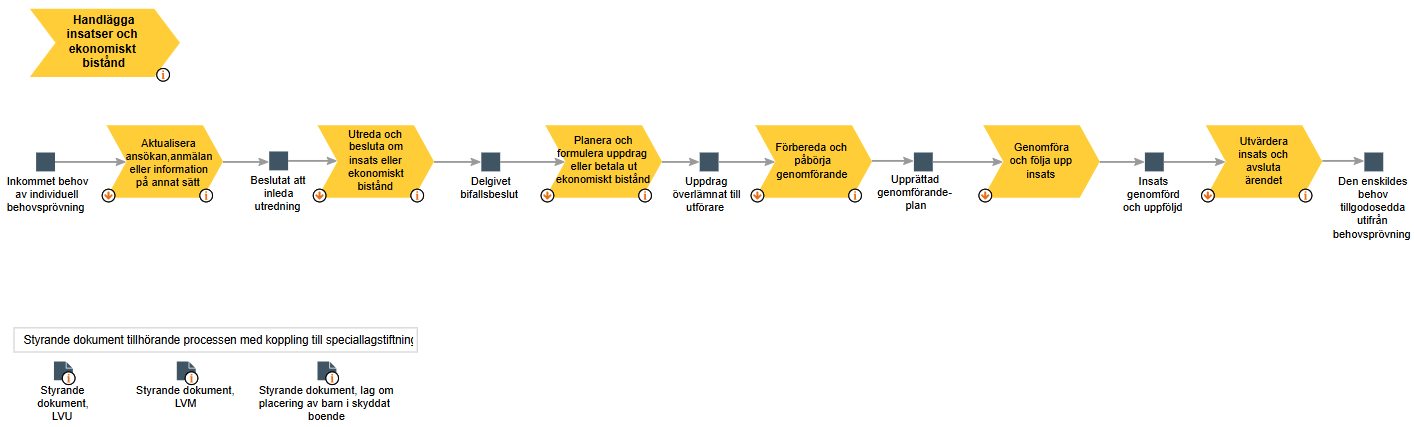 Handlägga
insatser och
ekonomiskt
bistånd
Inkommet behov
av individuell
behovsprövning
Aktualisera
ansökan,anmälan
eller information
på annat sätt
Beslutat att
inleda
utredning
Utreda och
besluta om
insats eller
ekonomiskt
bistånd
Delgivet
bifallsbeslut
Planera och
formulera uppdrag
eller betala ut
ekonomiskt bistånd
Uppdrag
överlämnat till
utförare
Förbereda och
påbörja
genomförande
Upprättad
genomförande-
plan
Genomföra
och följa upp
insats
Insats
genomförd
och uppföljd
Utvärdera
insats och
avsluta
ärendet
Den enskildes
behov
tillgodosedda
utifrån
behovsprövning
Styrande dokument tillhörande processen med koppling till speciallagstiftning
Styrande
dokument,
LVU
Styrande dokument,
LVM
Styrande dokument, lag om
placering av barn i skyddat
boende